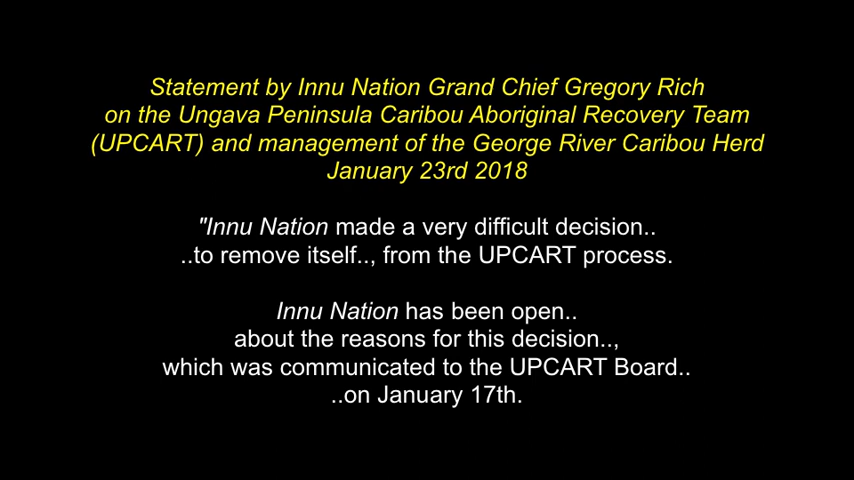 Statement by Innu Nation Grand Chief Gregory Rich
on the Ungava Peninsula Caribou Aboriginal Recovery Team
(UPCART) and management of the George River Caribou Herd
January 23rd 2018
"Innu Nation made a very difficult decision..
..to remove itself.., from the UPCART process.
Innu Nation has been open..
about the reasons for this decision..,
which was communicated to the UPCART Board..
..on January 17th.